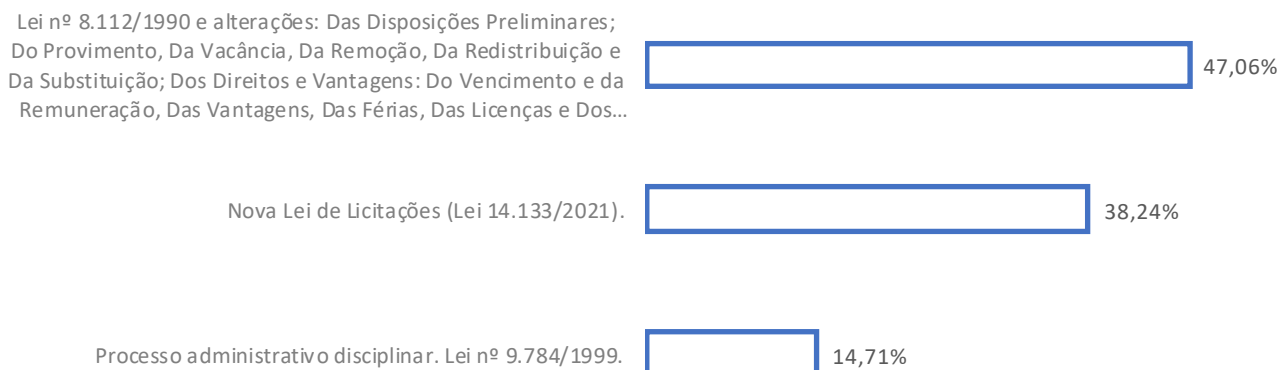 Lei nº 8.112/1990 e alterações: Das Disposições Preliminares;
Do Provimento, Da Vacância, Da Remoção, Da Redistribuição e
Da Substituição; Dos Direitos e Vantagens: Do Vencimento e da
Remuneração, Das Vantagens, Das Férias, Das Licenças e Dos...
47,06%
Nova Lei de Licitações (Lei 14.133/2021).
38,24%
Processo administrativo disciplinar. Lei nº 9.784/1999.
14,71%